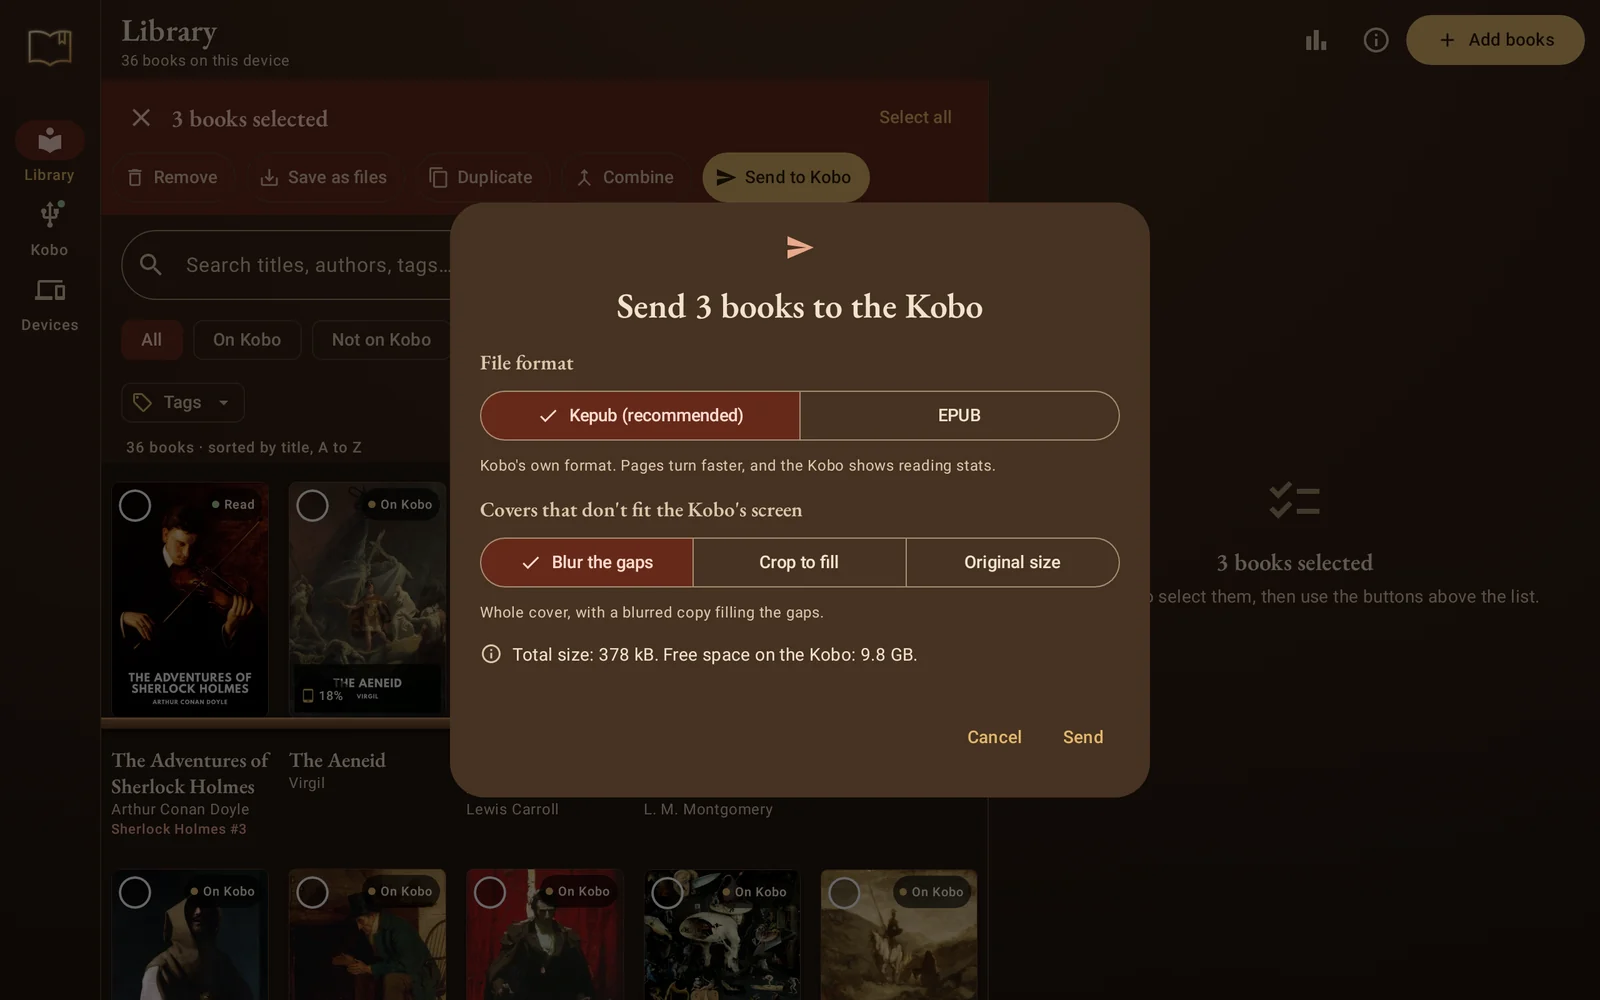 Library
36 books on this device
Add books
3 books selected
Select all
Remove
Save as files
Duplicate
Combine
Send to Kobo
Library
Kobo
Devices
Search titles, authors, tags...
All
On Kobo
Not on Kobo
Tags
36 books · sorted by title, A to Z
Send 3 books to the Kobo
File format
Kepub (recommended)
EPUB
Kobo's own format. Pages turn faster, and the Kobo shows reading stats.
Covers that don't fit the Kobo's screen
Blur the gaps
Crop to fill
Original size
Whole cover, with a blurred copy filling the gaps.
Total size: 378 kB. Free space on the Kobo: 9.8 GB.
Cancel
Send
3 books selected
select them, then use the buttons above the list.
Read
On Kobo
THE ADVENTURES OF
SHERLOCK HOLMES
ARTHUR CONAN DOYLE
THE AENEID
VIRGIL
18%
The Adventures of
Sherlock Holmes
Arthur Conan Doyle
Sherlock Holmes #3
The Aeneid
Virgil
Lewis Carroll
L. M. Montgomery
On Kobo
On Kobo
On Kobo
On Kobo
On Kobo